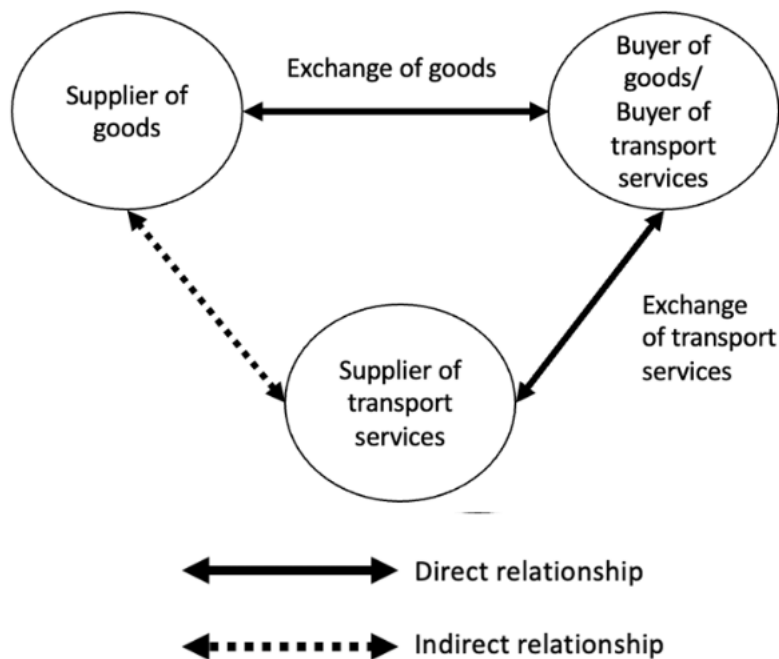 Supplier of
goods
Exchange of goods
Buyer of
goods/
Buyer of
transport
services
Exchange
of transport
services
Supplier of
transport
services
Direct relationship
Indirect relationship